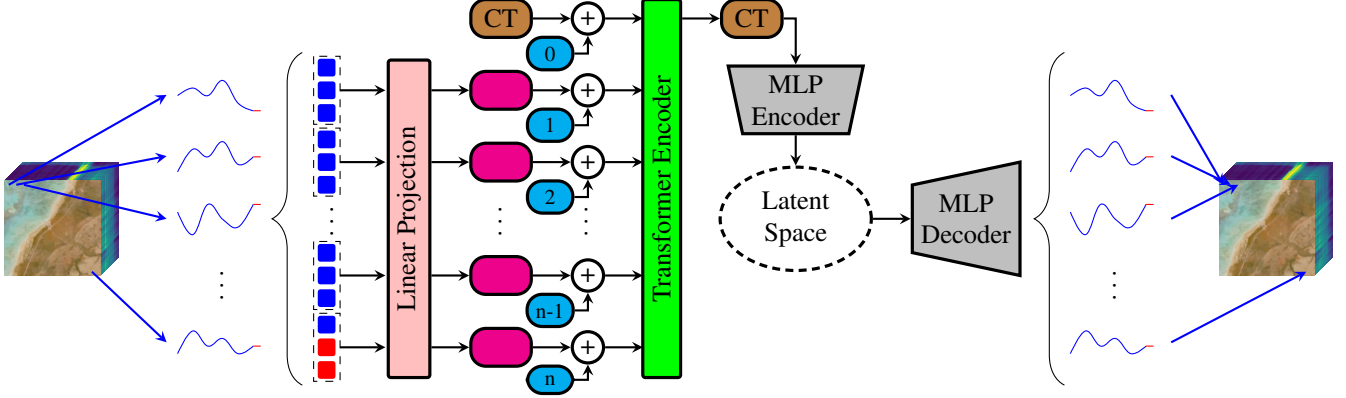 CT
0
1
2
n-1
n
Linear Projection
Transformer Encoder
CT
MLP
Encoder
Latent
Space
MLP
Decoder